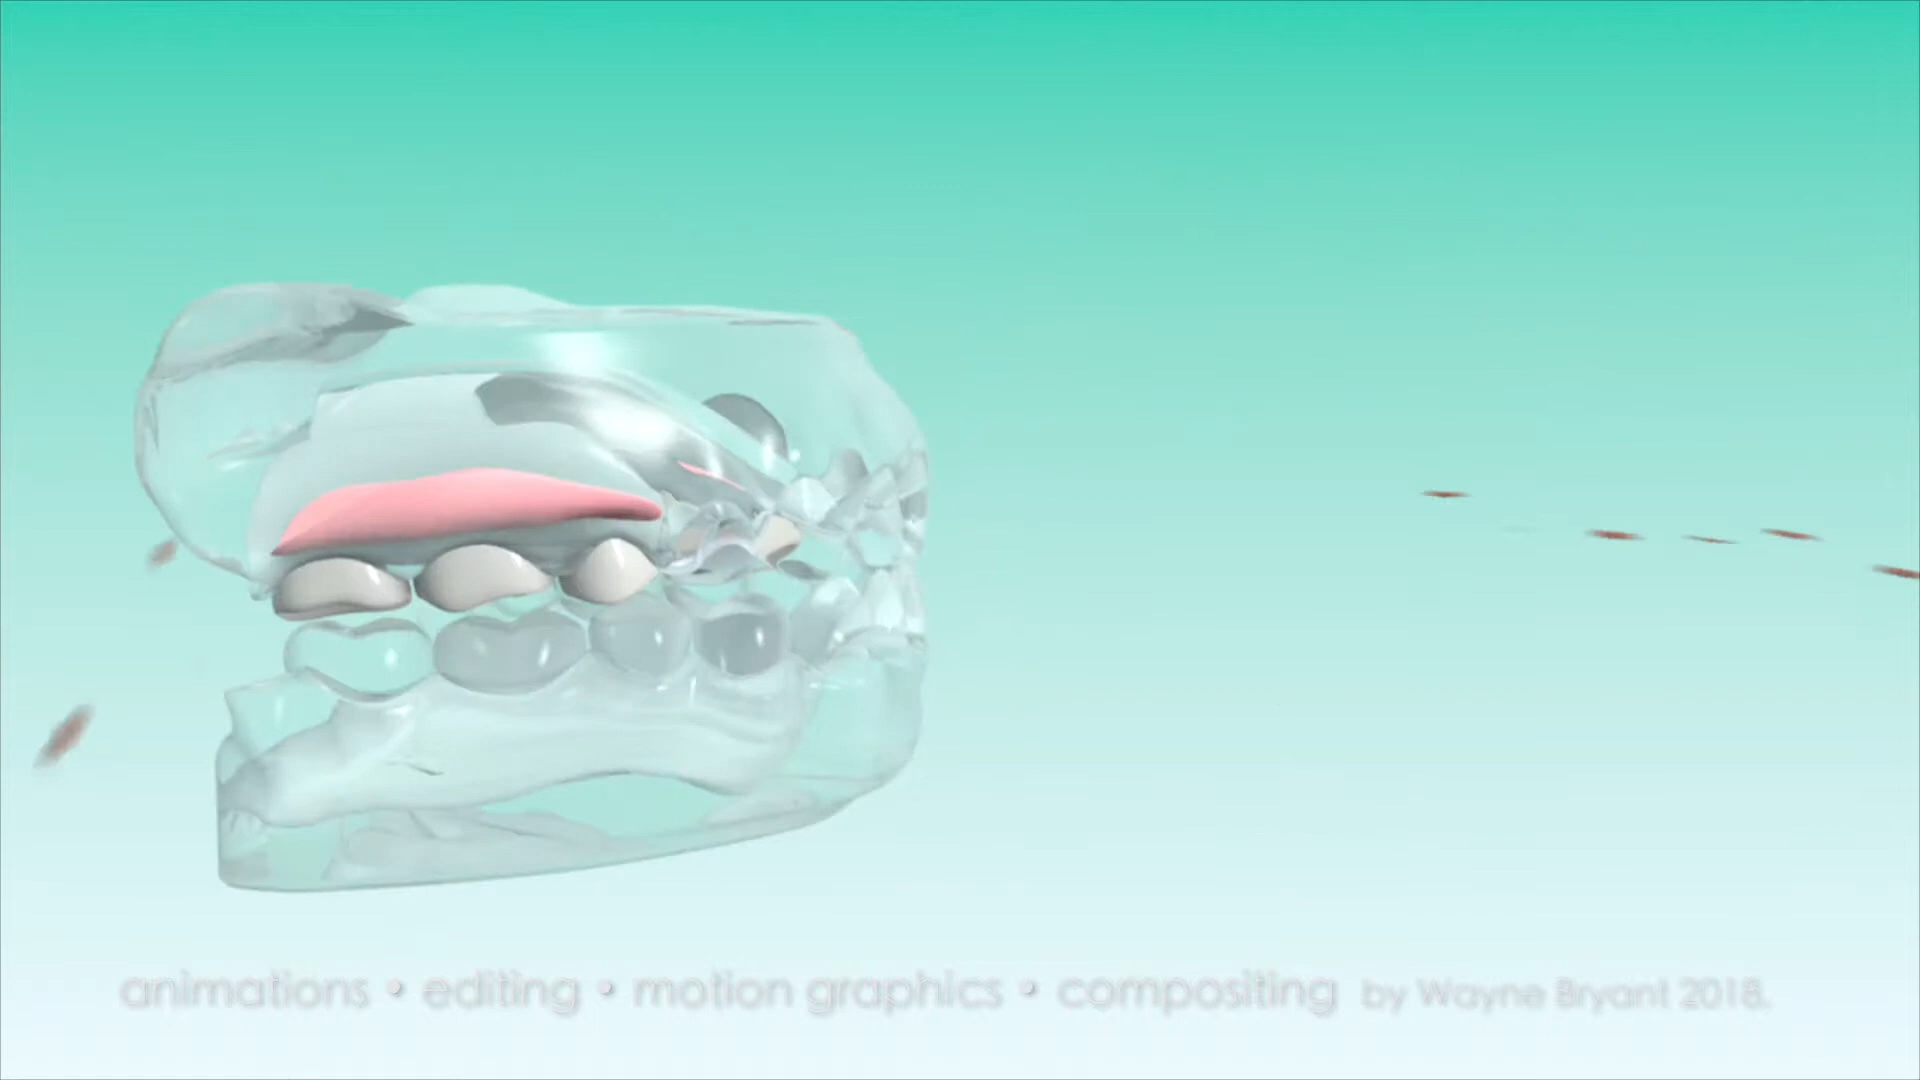 animations • editing • motion graphics • compositing by Wayne Bryant 2018.